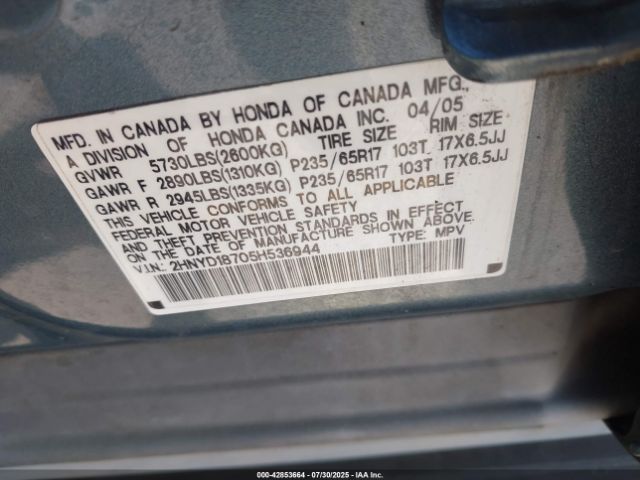 MFD. IN CANADA BY HONDA OF CANADA MFG.,
A DIVISION OF HONDA CANADA INC. 04/05
GVWR 5730LBS(2600KG) TIRE SIZE RIM SIZE
GAWR F 2890LBS(1310KG) P235/65R17 103T 17X6.5JJ
GAWR R 2945LBS(1335KG) P235/65R17 103T 17X6.5JJ
THIS VEHICLE CONFORMS TO ALL APPLICABLE
FEDERAL MOTOR VEHICLE SAFETY
AND THEFT PREVENTION STANDARDS IN EFFECT
ON THE DATE OF MANUFACTURE SHOWN ABOVE.
V.I.N.: 2HNYD18705H536944 TYPE: MPV
000-42853664 | 07/30/2025 - IAA Inc.